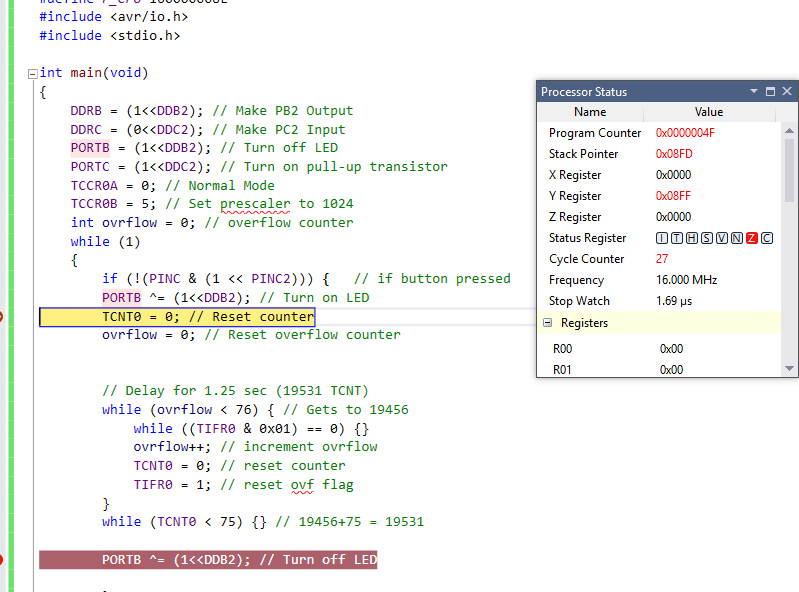 #include <avr/io.h>
#include <stdio.h>
int main(void)
{
DDRB = (1<<DDB2); // Make PB2 Output
DDRC = (0<<DDC2); // Make PC2 Input
PORTB = (1<<DDB2); // Turn off LED
PORTC = (1<<DDC2); // Turn on pull-up transistor
TCCR0A = 0; // Normal Mode
TCCR0B = 5; // Set prescaler to 1024
int ovrflow = 0; // overflow counter
while (1)
{
if (!(PINC & (1 << PINC2))) { // if button pressed
PORTB ^= (1<<DDB2); // Turn on LED
TCNT0 = 0; // Reset counter
ovrflow = 0; // Reset overflow counter
// Delay for 1.25 sec (19531 TCNT)
while (ovrflow < 76) { // Gets to 19456
while ((TIFR0 & 0x01) == 0) {}
ovrflow++; // increment ovrflow
TCNT0 = 0; // reset counter
TIFR0 = 1; // reset ovf flag
}
while (TCNT0 < 75) {} // 19456+75 = 19531
PORTB ^= (1<<DDB2); // Turn off LED
Processor Status
Name Value
Program Counter 0x0000004F
Stack Pointer 0x08FD
X Register 0x0000
Y Register 0x08FF
Z Register 0x0000
Status Register I T H S V N Z C
Cycle Counter 27
Frequency 16.000 MHz
Stop Watch 1.69 µs
Registers
R00 0x00
R01 0x00